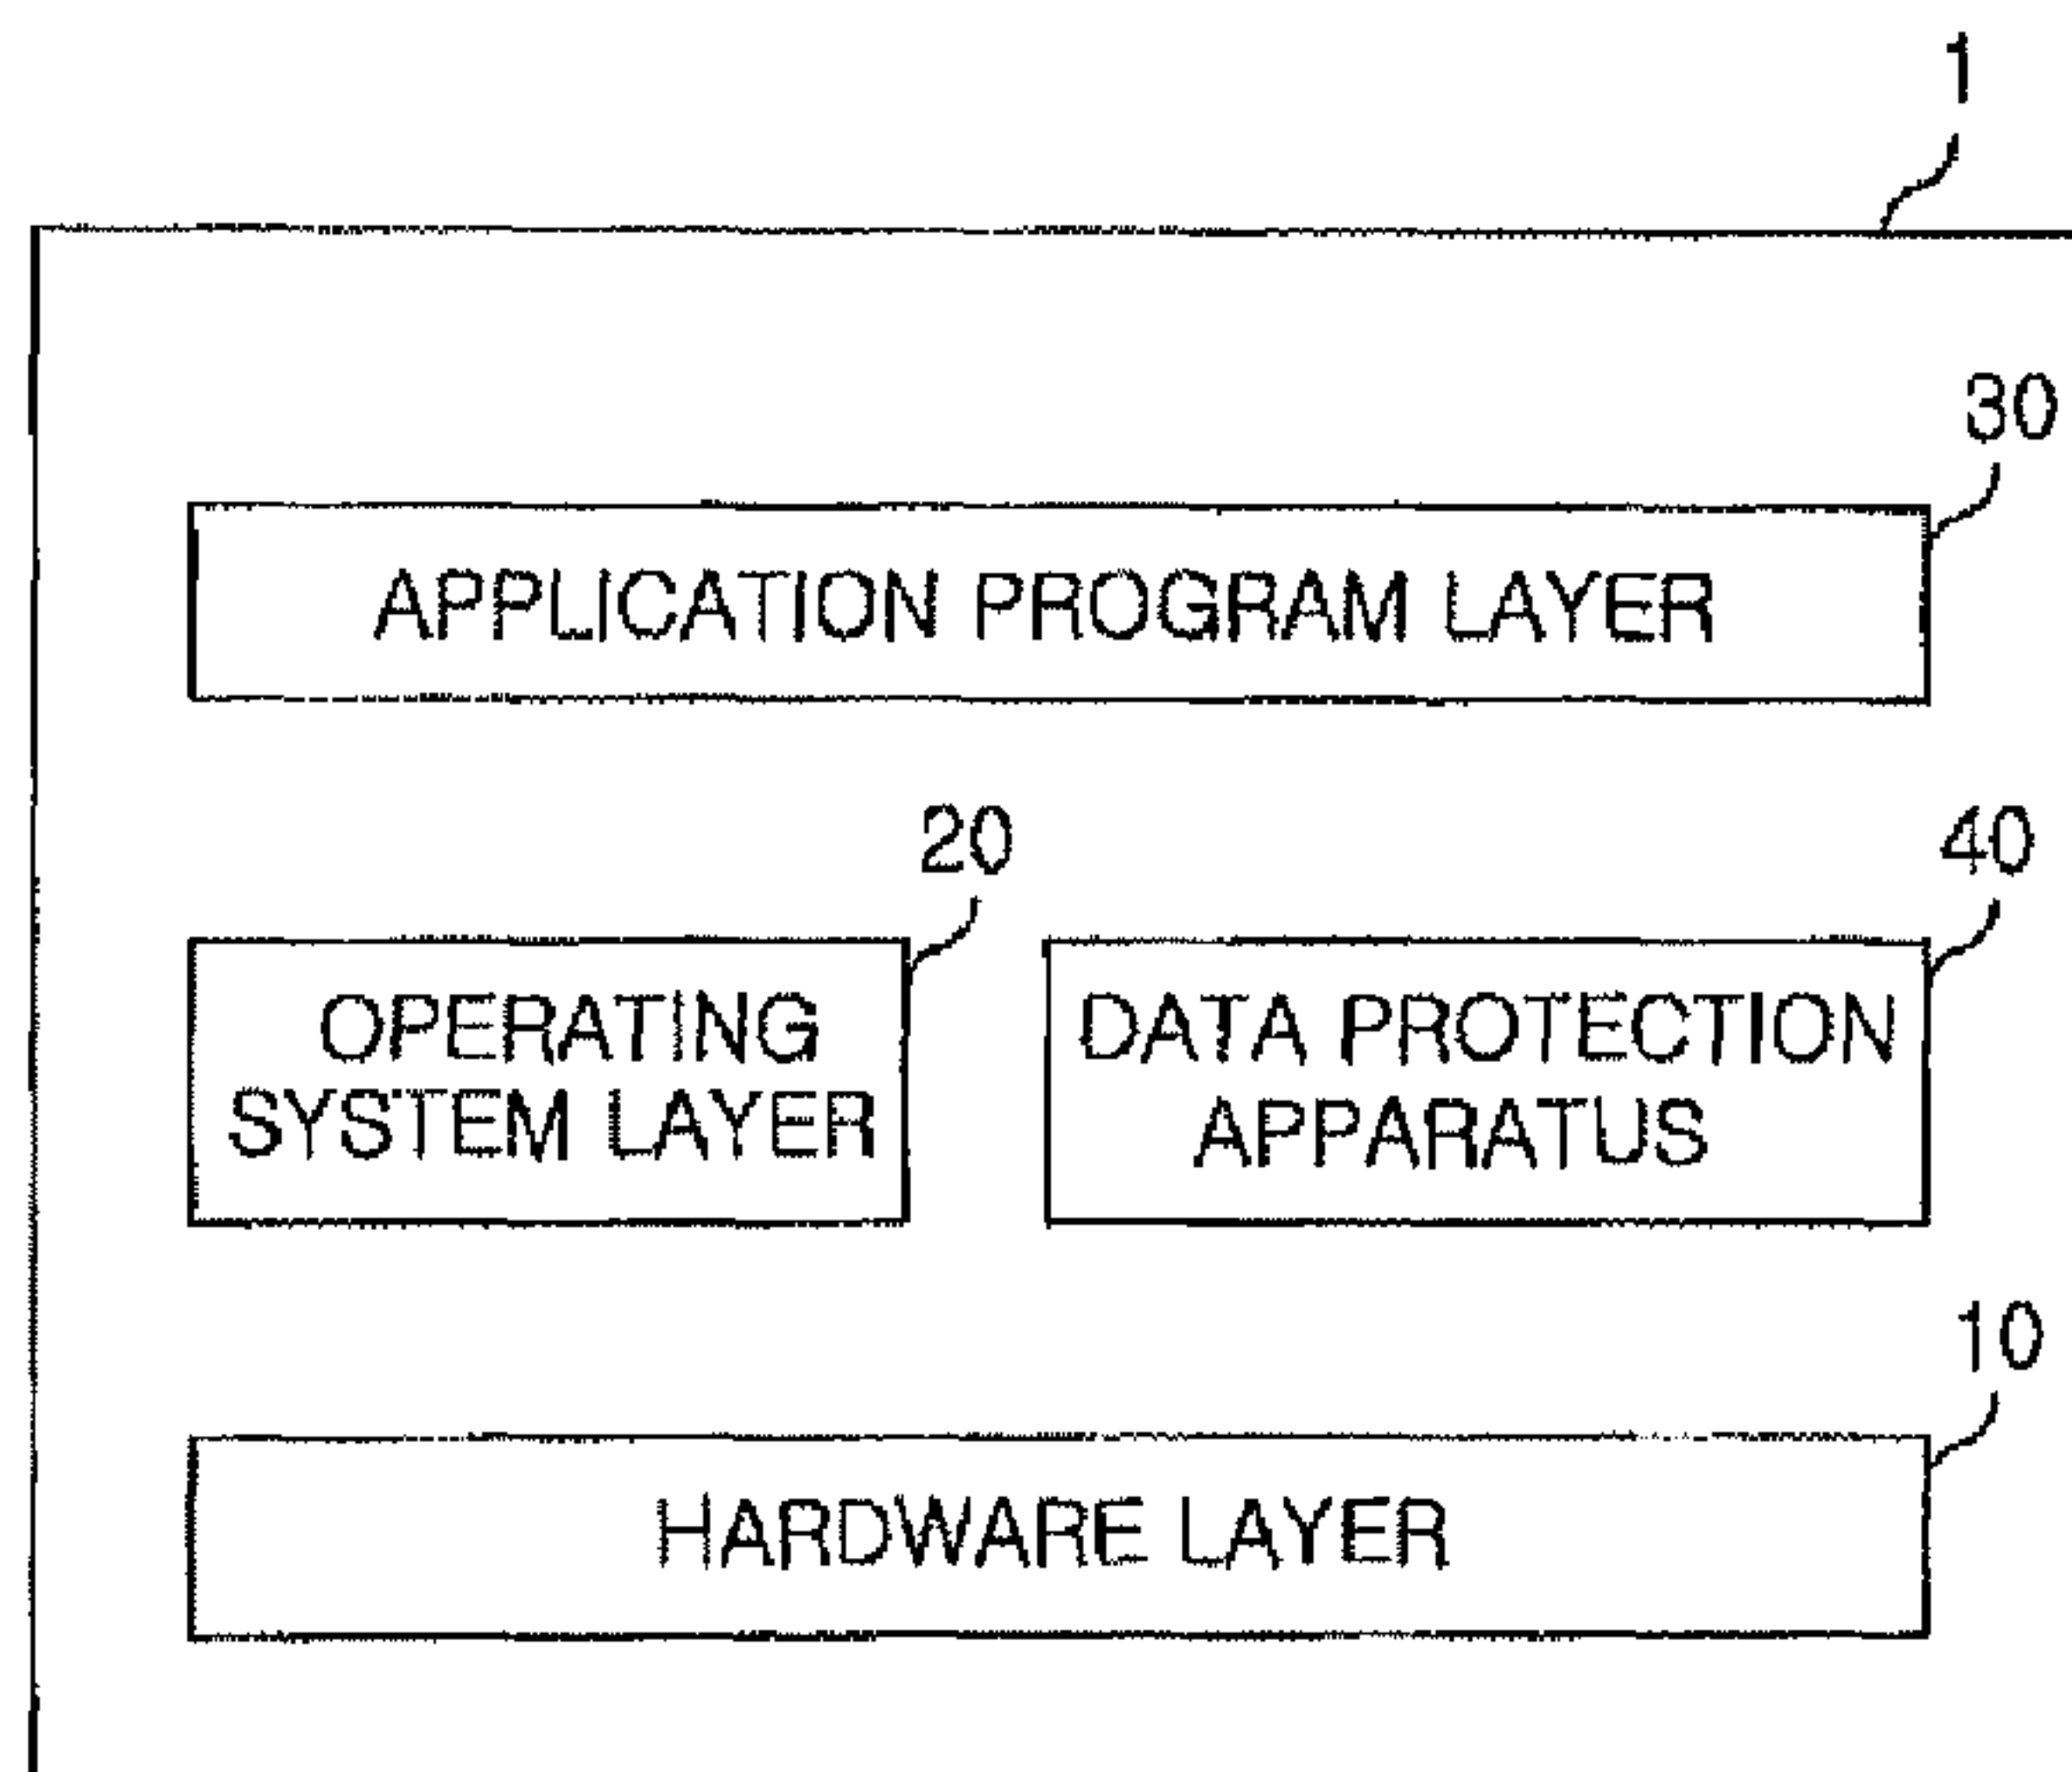 1
30
APPLICATION PROGRAM LAYER
20
40
OPERATING
SYSTEM LAYER
DATA PROTECTION
APPARATUS
10
HARDWARE LAYER